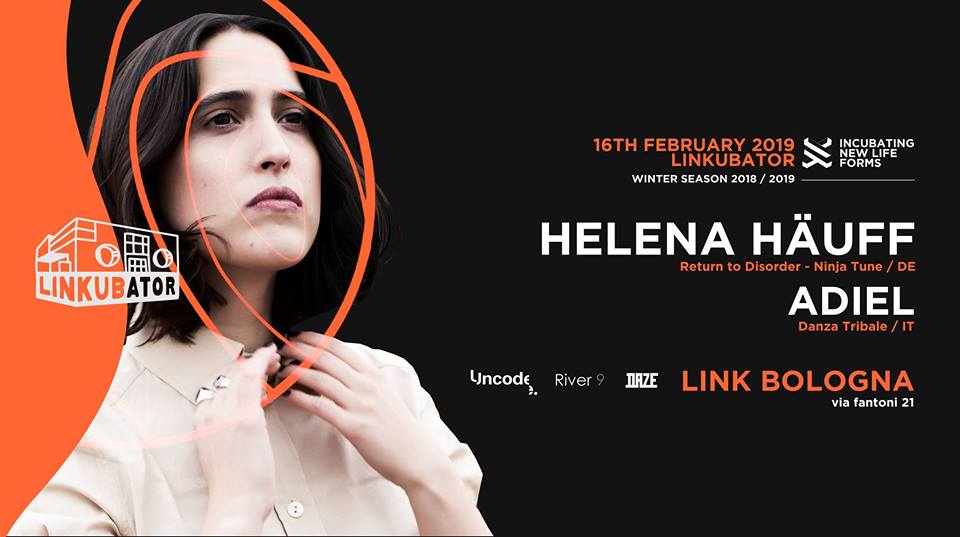 16TH FEBRUARY 2019
LINKUBATOR
INCUBATING
NEW LIFE
FORMS
WINTER SEASON 2018 / 2019
HELENA HÄUFF
Return to Disorder - Ninja Tune / DE
ADIEL
Danza Tribale / IT
LINKUBATOR
Uncode
River 9
DAZE
LINK BOLOGNA
via fantoni 21